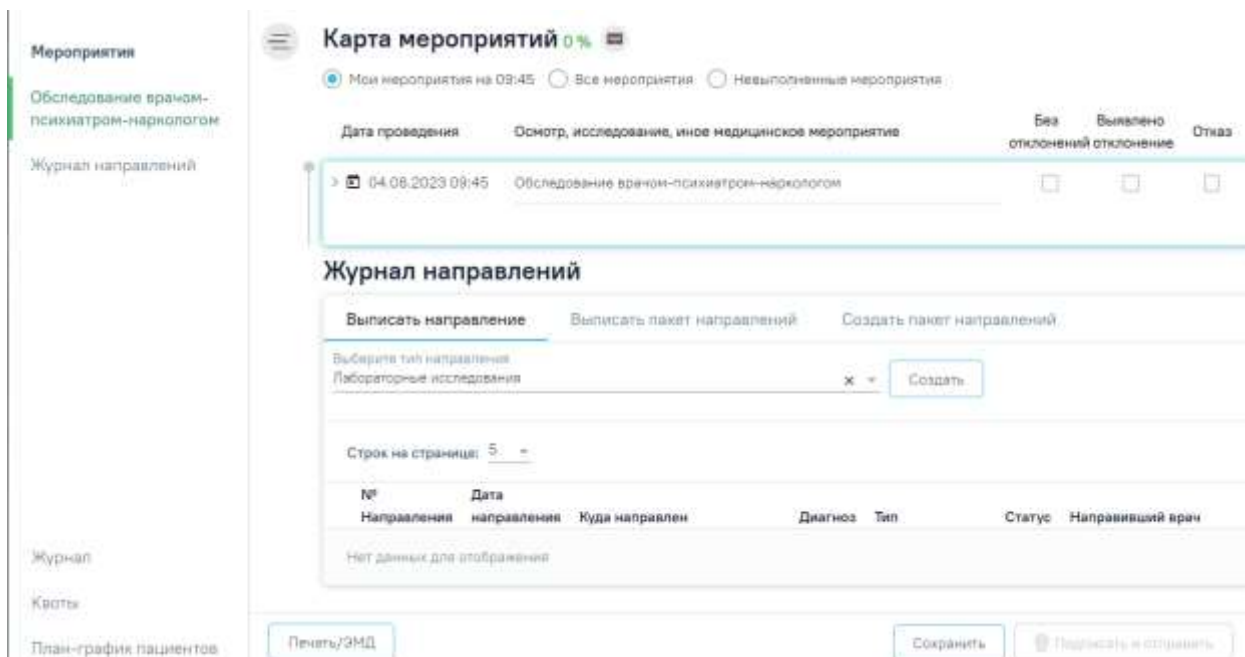 Мероприятия
Обследование врачом-
психиатром-наркологом
Журнал направлений
Журнал
Квоты
План-график пациентов
Карта мероприятий 0 %
Мои мероприятия на 09:45 Все мероприятия Невыполненные мероприятия
Дата проведения Осмотр, исследование, иное медицинское мероприятие Без отклонений Выявлено отклонение Отказ
04.08.2023 09:45 Обследование врачом-психиатром-наркологом
Журнал направлений
Выписать направление Выписать пакет направлений Создать пакет направлений
Выберите тип направления
Лабораторные исследования x Создать
Строк на странице: 5
№ Направления Дата направления Куда направлен Диагноз Тип Статус Направивший врач
Нет данных для отображения
Печать/ЭМД Сохранить Подписать и отправить